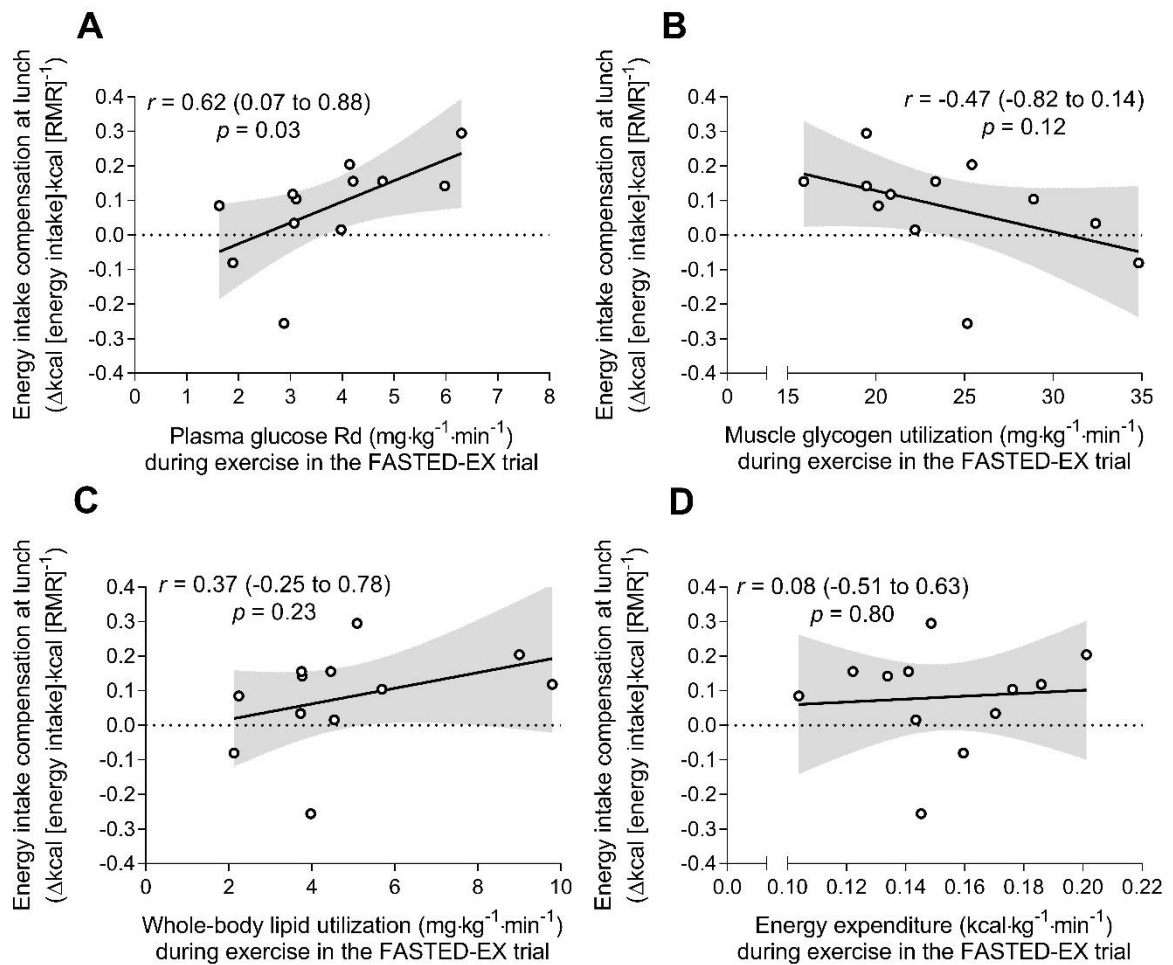 A
Energy intake compensation at lunch
(Δkcal [energy intake]·kcal [RMR]⁻¹)
r = 0.62 (0.07 to 0.88)
p = 0.03
0.4
0.3
0.2
0.1
0.0
-0.1
-0.2
-0.3
-0.4
0 1 2 3 4 5 6 7 8
Plasma glucose Rd (mg·kg⁻¹·min⁻¹)
during exercise in the FASTED-EX trial
B
Energy intake compensation at lunch
(Δkcal [energy intake]·kcal [RMR]⁻¹)
r = -0.47 (-0.82 to 0.14)
p = 0.12
0.4
0.3
0.2
0.1
0.0
-0.1
-0.2
-0.3
-0.4
0 15 20 25 30 35
Muscle glycogen utilization (mg·kg⁻¹·min⁻¹)
during exercise in the FASTED-EX trial
C
Energy intake compensation at lunch
(Δkcal [energy intake]·kcal [RMR]⁻¹)
r = 0.37 (-0.25 to 0.78)
p = 0.23
0.4
0.3
0.2
0.1
0.0
-0.1
-0.2
-0.3
-0.4
0 2 4 6 8 10
Whole-body lipid utilization (mg·kg⁻¹·min⁻¹)
during exercise in the FASTED-EX trial
D
Energy intake compensation at lunch
(Δkcal [energy intake]·kcal [RMR]⁻¹)
r = 0.08 (-0.51 to 0.63)
p = 0.80
0.4
0.3
0.2
0.1
0.0
-0.1
-0.2
-0.3
-0.4
0.0 0.10 0.12 0.14 0.16 0.18 0.20 0.22
Energy expenditure (kcal·kg⁻¹·min⁻¹)
during exercise in the FASTED-EX trial